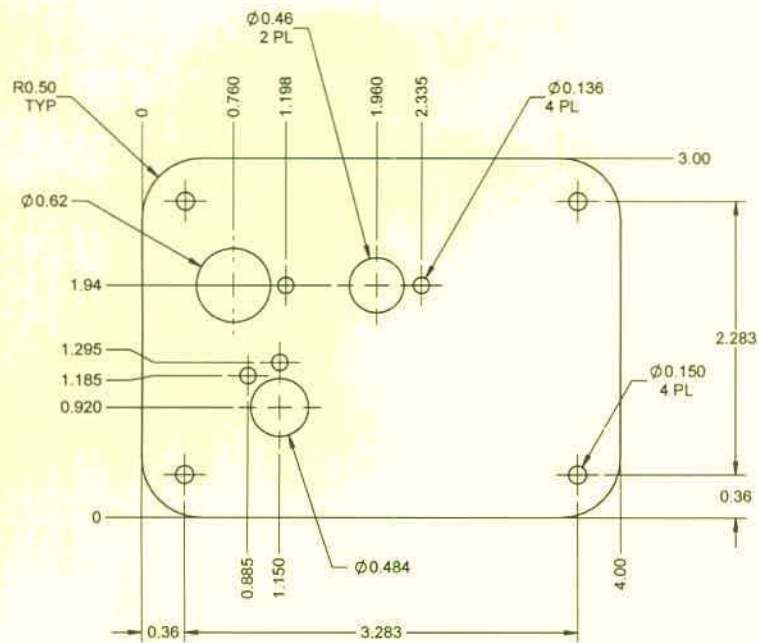 Ø0.46
2 PL
R0.50
TYP
0
0.760
1.198
1.960
2.335
Ø0.136
4 PL
3.00
Ø0.62
1.94
1.295
1.185
0.920
2.283
Ø0.150
4 PL
0.36
0
0.885
1.150
Ø0.484
4.00
0.36
3.283